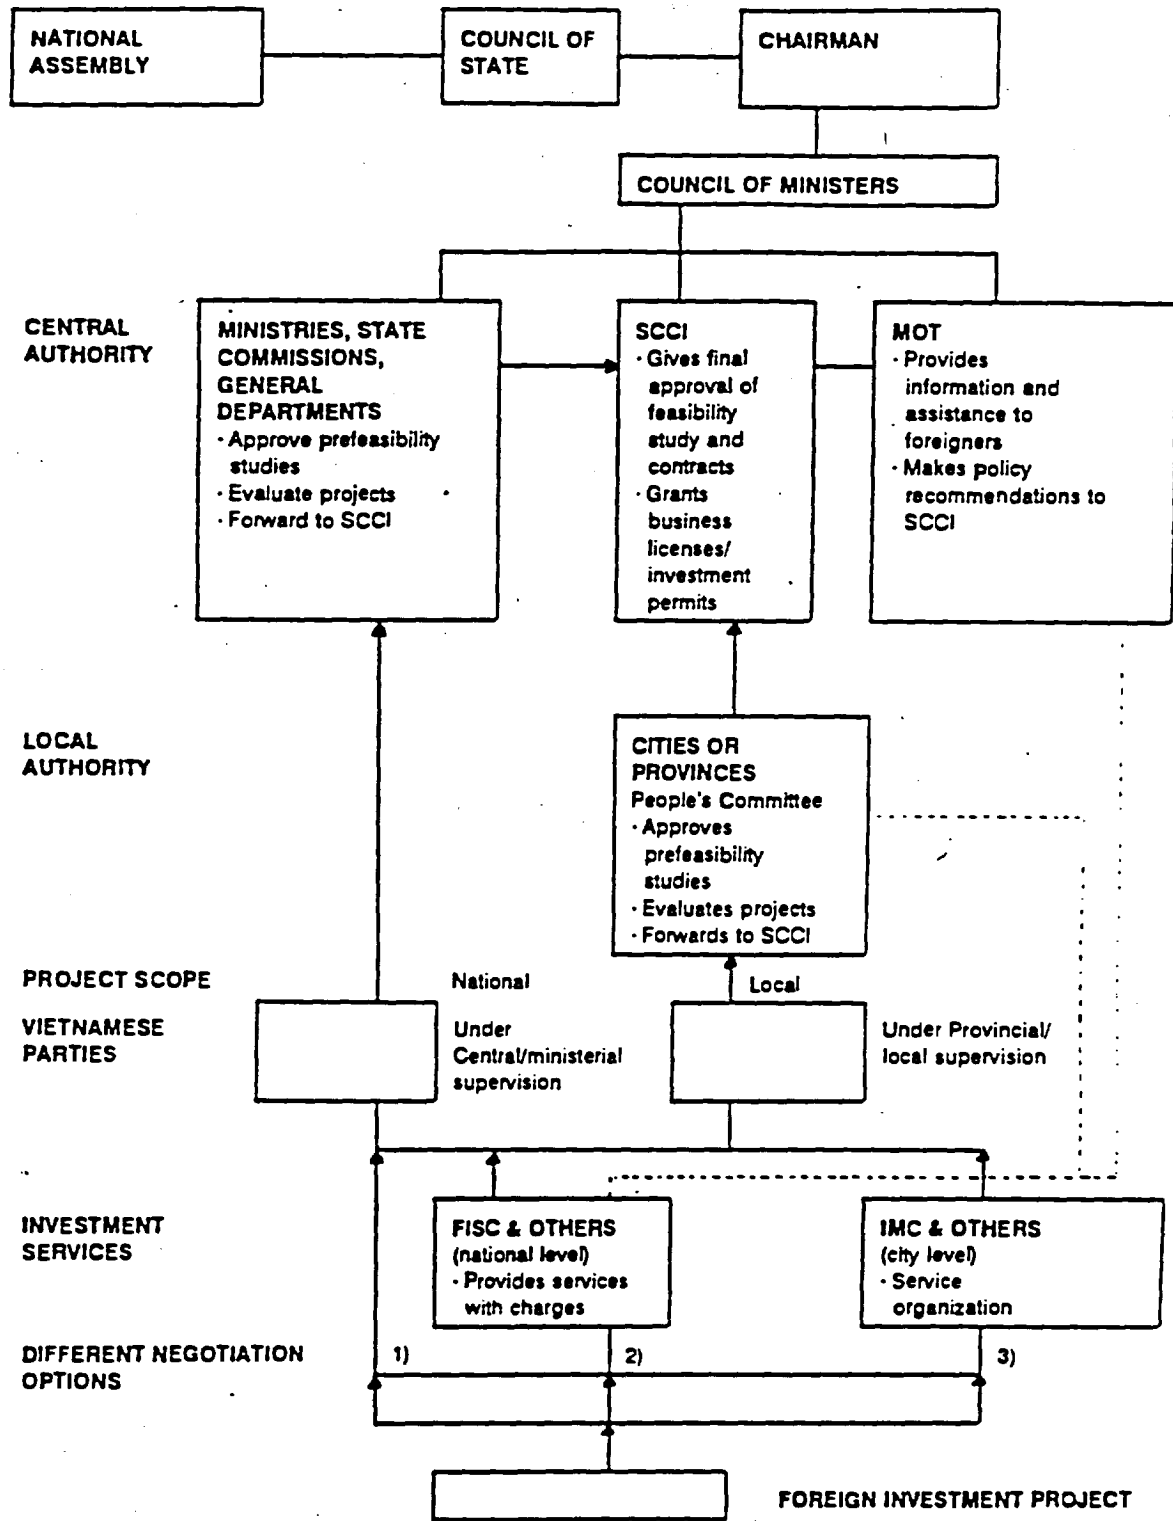 NATIONAL
ASSEMBLY
COUNCIL OF
STATE
CHAIRMAN
COUNCIL OF MINISTERS
CENTRAL
AUTHORITY
MINISTRIES, STATE
COMMISSIONS,
GENERAL
DEPARTMENTS
· Approve prefeasibility
studies
· Evaluate projects
· Forward to SCCI
SCCI
· Gives final
approval of
feasibility
study and
contracts
· Grants
business
licenses/
investment
permits
MOT
· Provides
information and
assistance to
foreigners
· Makes policy
recommendations to
SCCI
LOCAL
AUTHORITY
CITIES OR
PROVINCES
People's Committee
· Approves
prefeasibility
studies
· Evaluates projects
· Forwards to SCCI
PROJECT SCOPE
National
Local
VIETNAMESE
PARTIES
Under
Central/ministerial
supervision
Under Provincial/
local supervision
INVESTMENT
SERVICES
FISC & OTHERS
(national level)
· Provides services
with charges
IMC & OTHERS
(city level)
· Service
organization
DIFFERENT NEGOTIATION
OPTIONS
1)
2)
3)
FOREIGN INVESTMENT PROJECT